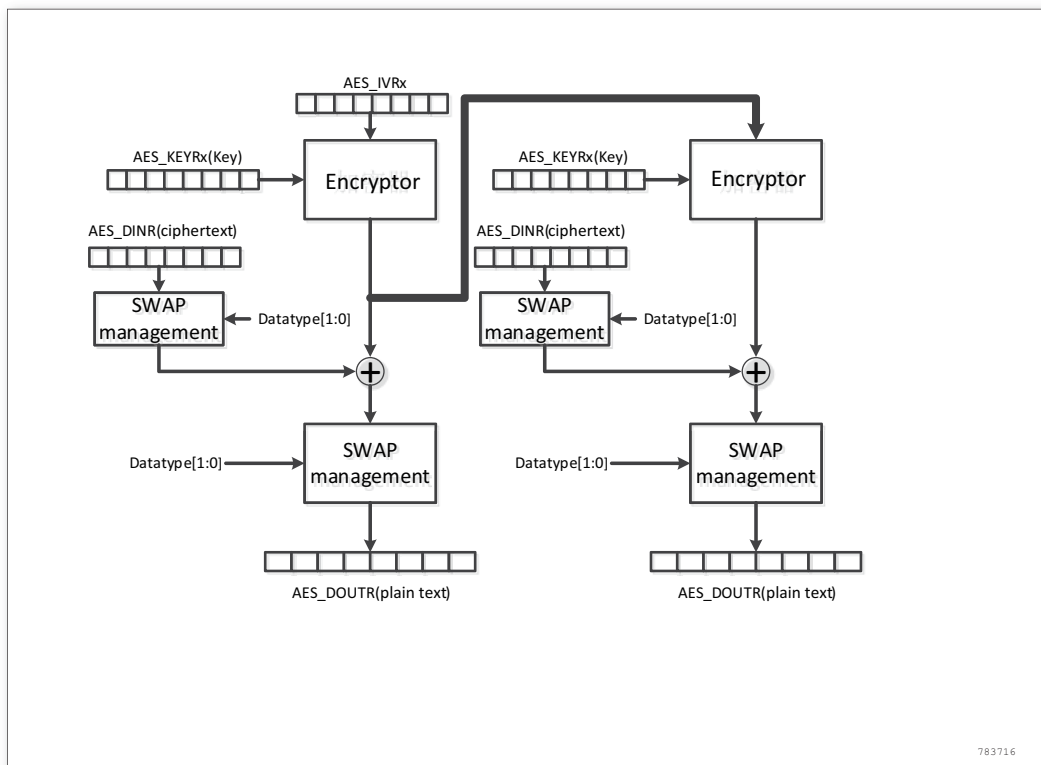 AES_IVRx
AES_KEYRx(Key)
Encryptor
AES_DINR(ciphertext)
SWAP
management
Datatype[1:0]
Datatype[1:0]
SWAP
management
AES_DOUTR(plain text)
AES_KEYRx(Key)
Encryptor
AES_DINR(ciphertext)
SWAP
management
Datatype[1:0]
Datatype[1:0]
SWAP
management
AES_DOUTR(plain text)
783716